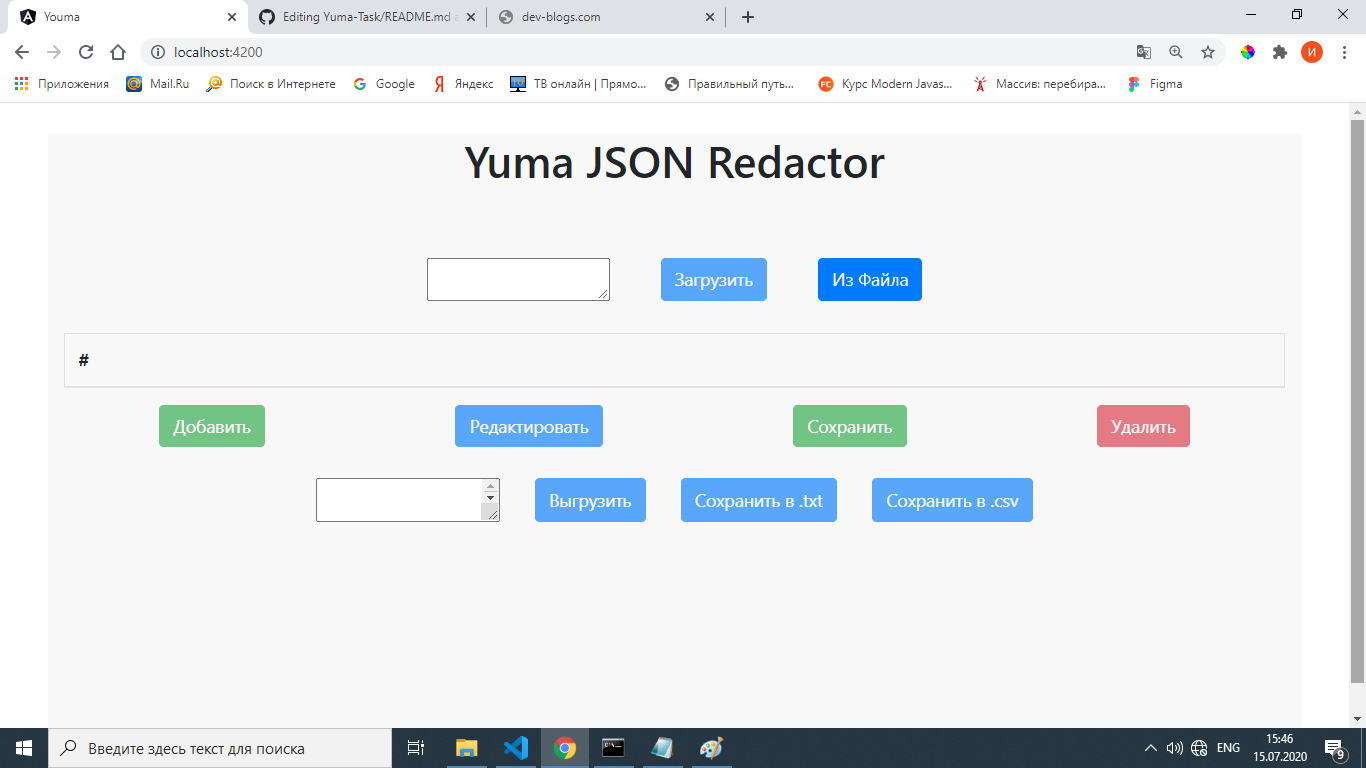 Youma
Editing Yuma-Task/README.md a
dev-blogs.com
localhost:4200
И
Приложения
Mail.Ru
Поиск в Интернете
Google
Яндекс
ТВ онлайн | Прямо...
Правильный путь...
Курс Modern Javas...
Массив: перебира...
Figma
Yuma JSON Redactor
Загрузить
Из Файла
#
Добавить
Редактировать
Сохранить
Удалить
Выгрузить
Сохранить в .txt
Сохранить в .csv
Введите здесь текст для поиска
ENG
15:46
15.07.2020
9